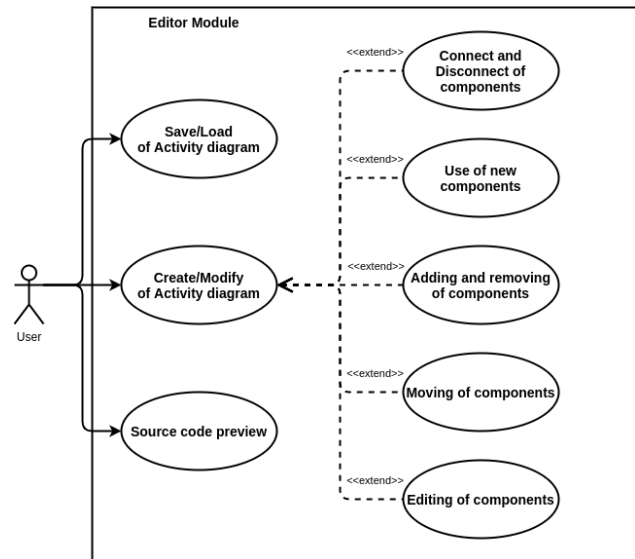 Editor Module
<<extend>>
Connect and
Disconnect of
components
Save/Load
of Activity diagram
<<extend>>
Use of new
components
Create/Modify
of Activity diagram
<<extend>>
Adding and removing
of components
User
<<extend>>
Moving of components
Source code preview
<<extend>>
Editing of components